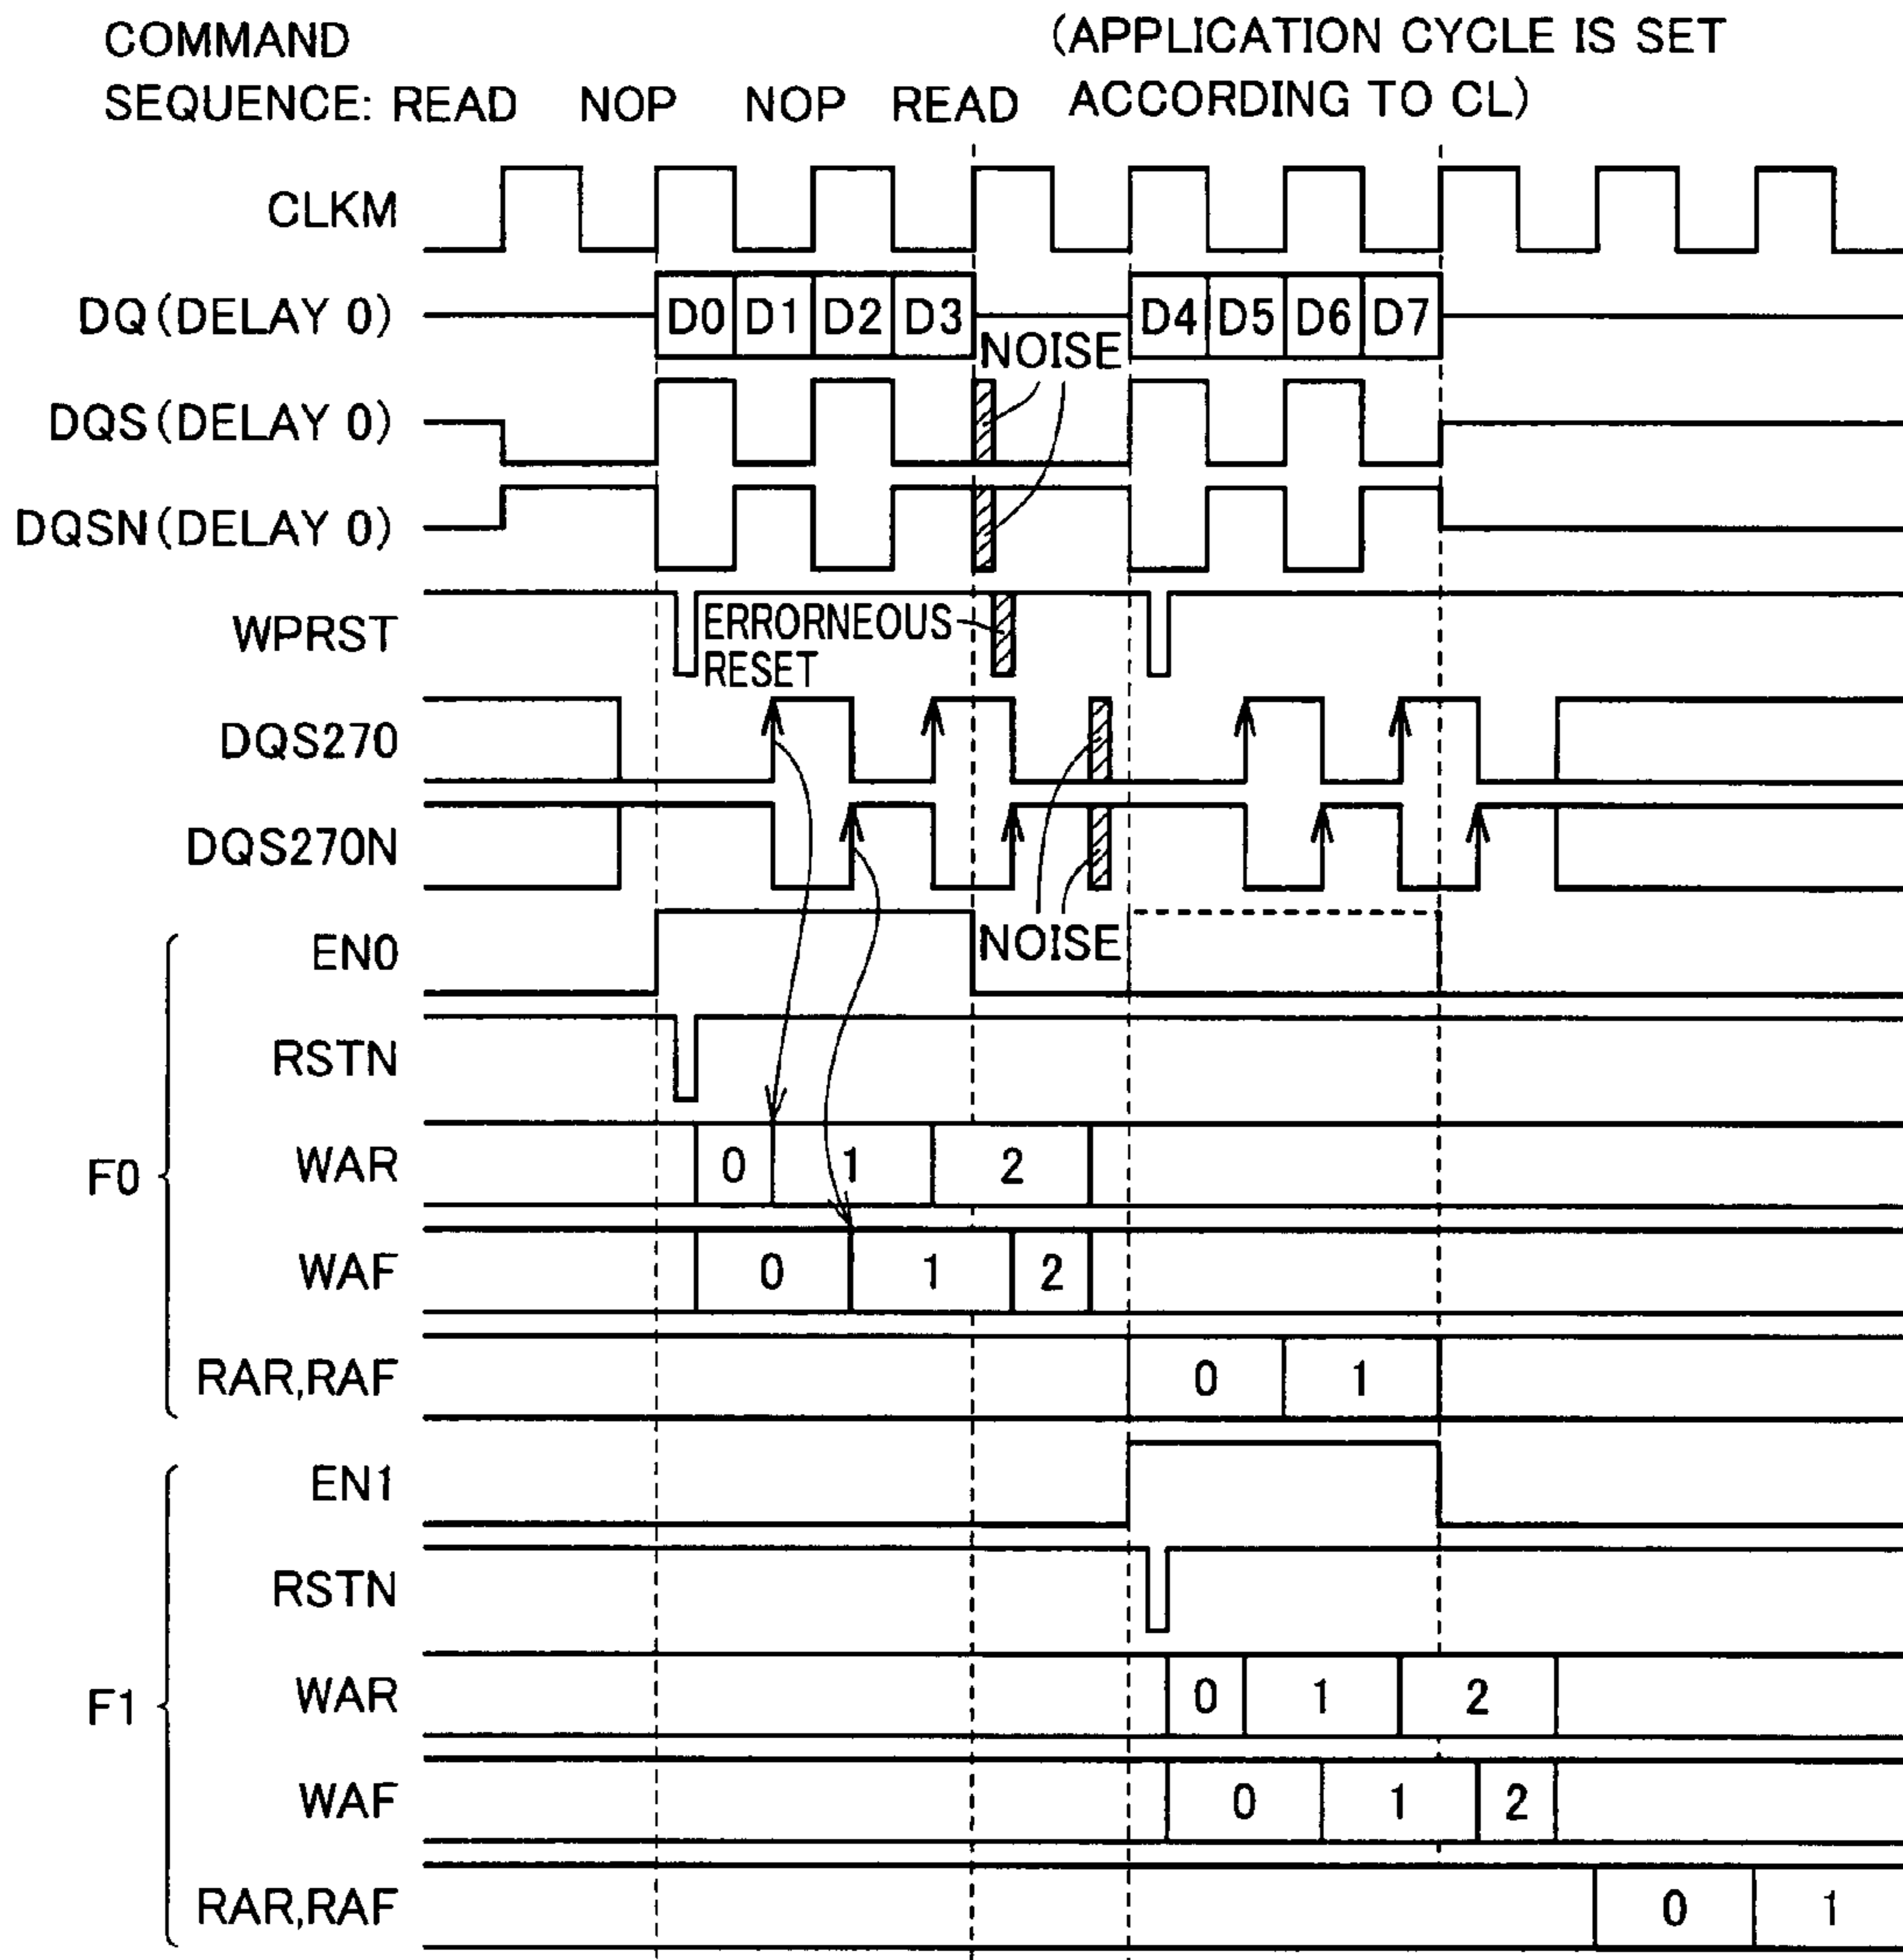 COMMAND
SEQUENCE: READ NOP NOP READ
(APPLICATION CYCLE IS SET
ACCORDING TO CL)
CLKM
DQ(DELAY 0) D0 D1 D2 D3 D4 D5 D6 D7
NOISE
DQS(DELAY 0)
DQSN(DELAY 0)
WPRST
ERRORNEOUS
RESET
DQS270
DQS270N
NOISE
F0
EN0
RSTN
WAR 0 1 2
WAF 0 1 2
RAR,RAF 0 1
F1
EN1
RSTN
WAR 0 1 2
WAF 0 1 2
RAR,RAF 0 1